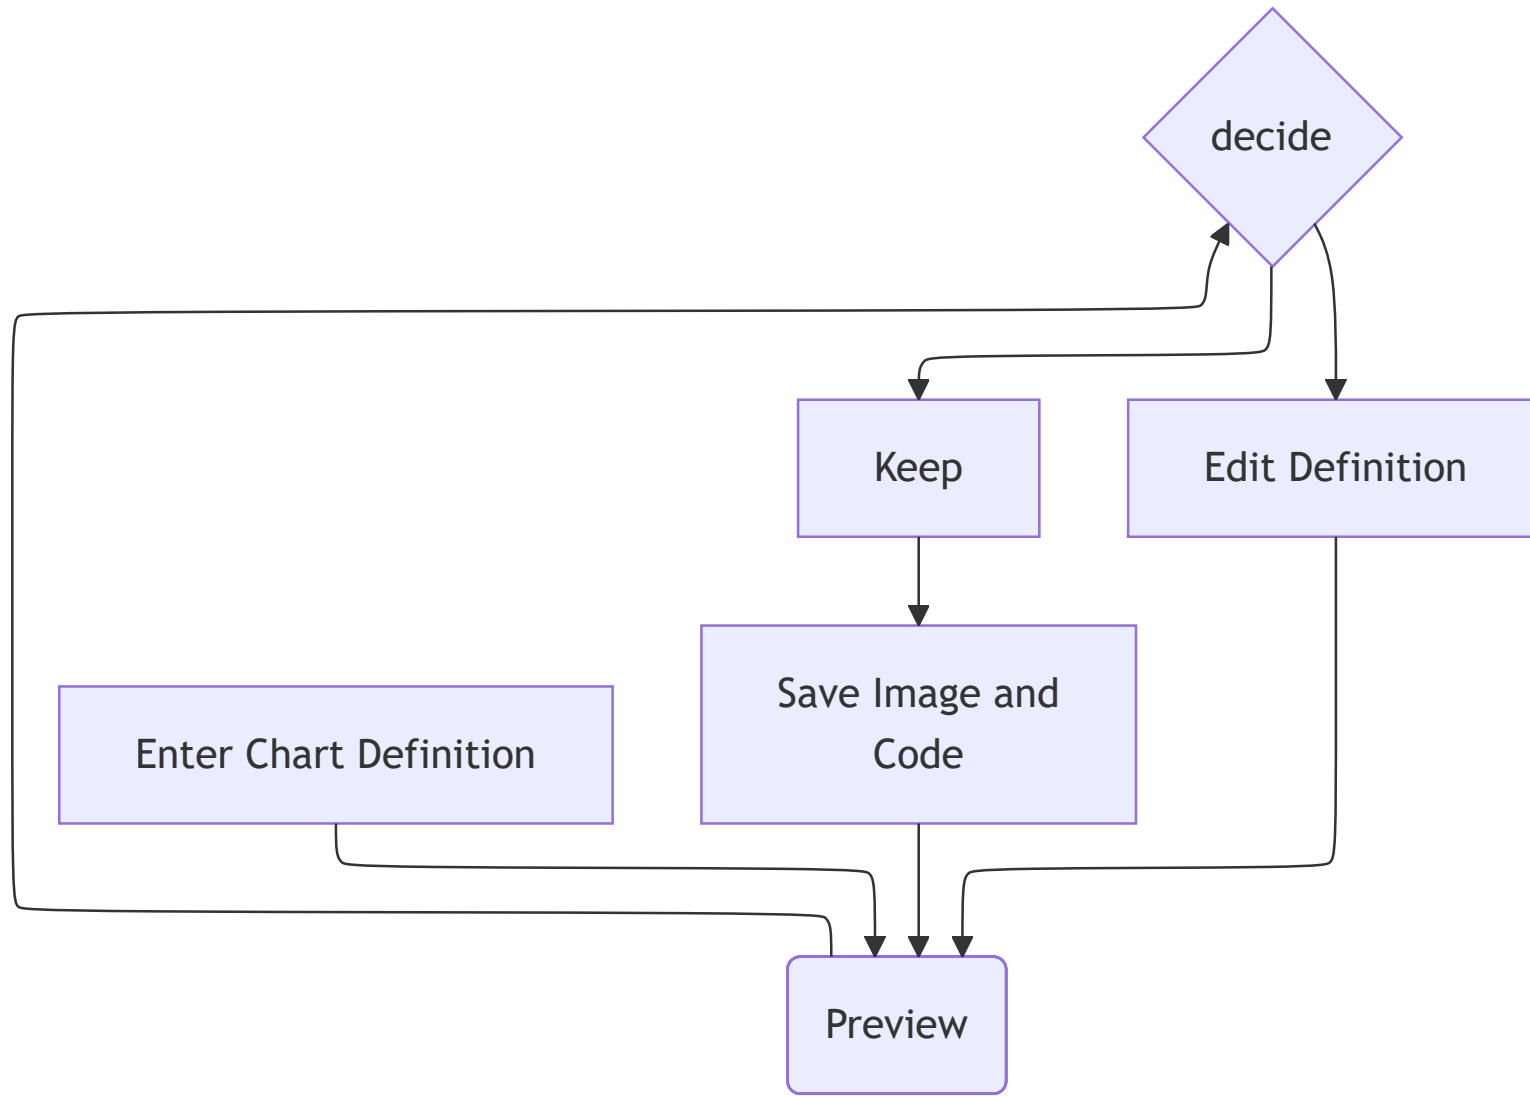 decide
Keep
Edit Definition
Save Image and
Code
Enter Chart Definition
Preview